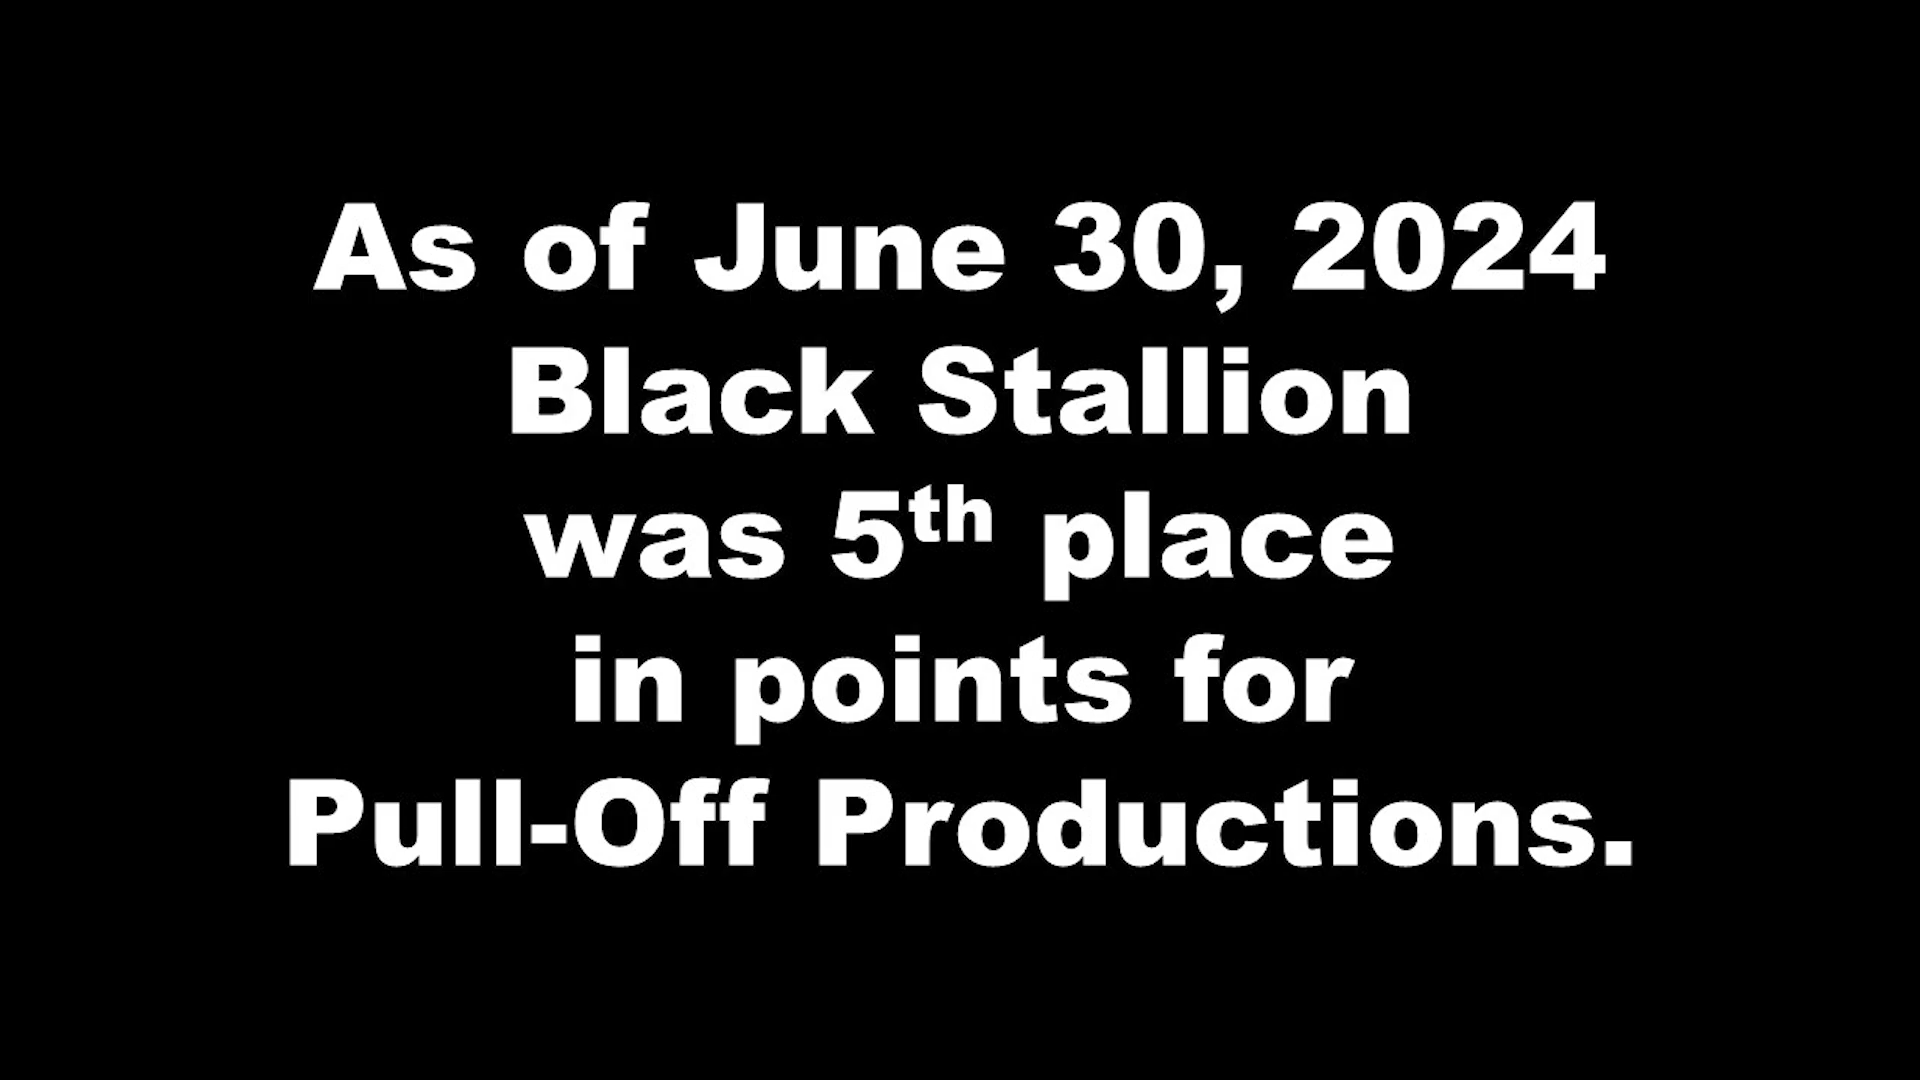 As of June 30, 2024
Black Stallion
was 5th place
in points for
Pull-Off Productions.